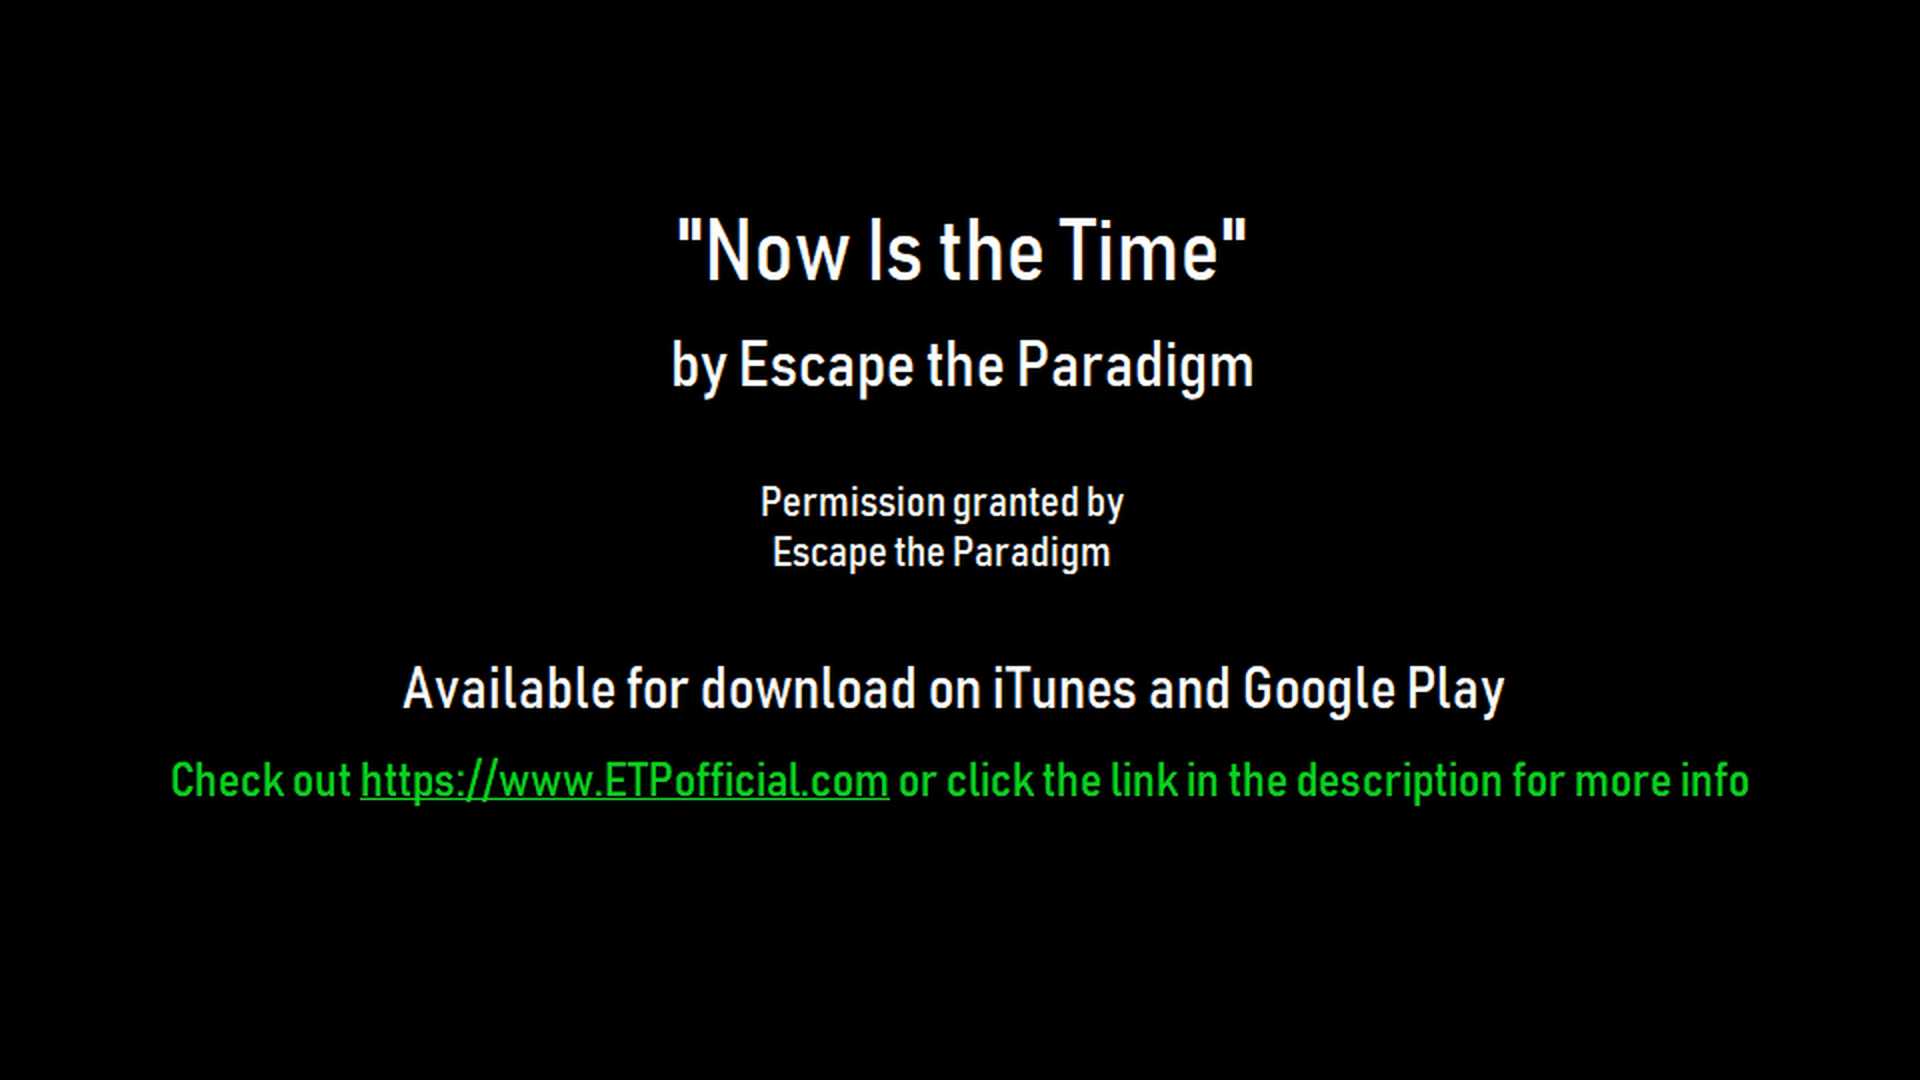 "Now Is the Time"
by Escape the Paradigm
Permission granted by
Escape the Paradigm
Available for download on iTunes and Google Play
Check out https://www.ETPofficial.com or click the link in the description for more info